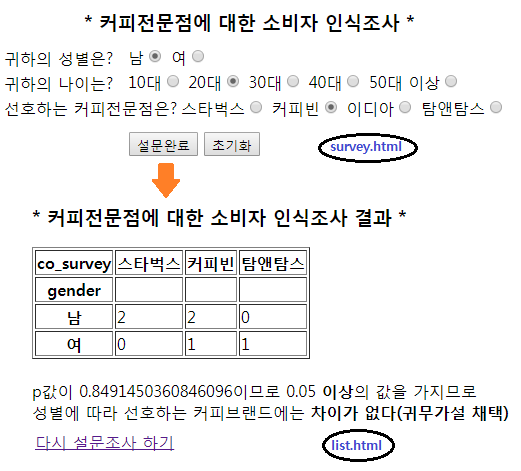 * 커피전문점에 대한 소비자 인식조사 *
귀하의 성별은? 남 여
귀하의 나이는? 10대 20대 30대 40대 50대 이상
선호하는 커피전문점은? 스타벅스 커피빈 이디아 탐앤탐스
설문완료 초기화 survey.html
* 커피전문점에 대한 소비자 인식조사 결과 *
co_survey 스타벅스 커피빈 탐앤탐스
gender
남 2 2 0
여 0 1 1
p값이 0.8491450360846096이므로 0.05 이상의 값을 가지므로
성별에 따라 선호하는 커피브랜드에는 차이가 없다(귀무가설 채택)
다시 설문조사 하기 list.html